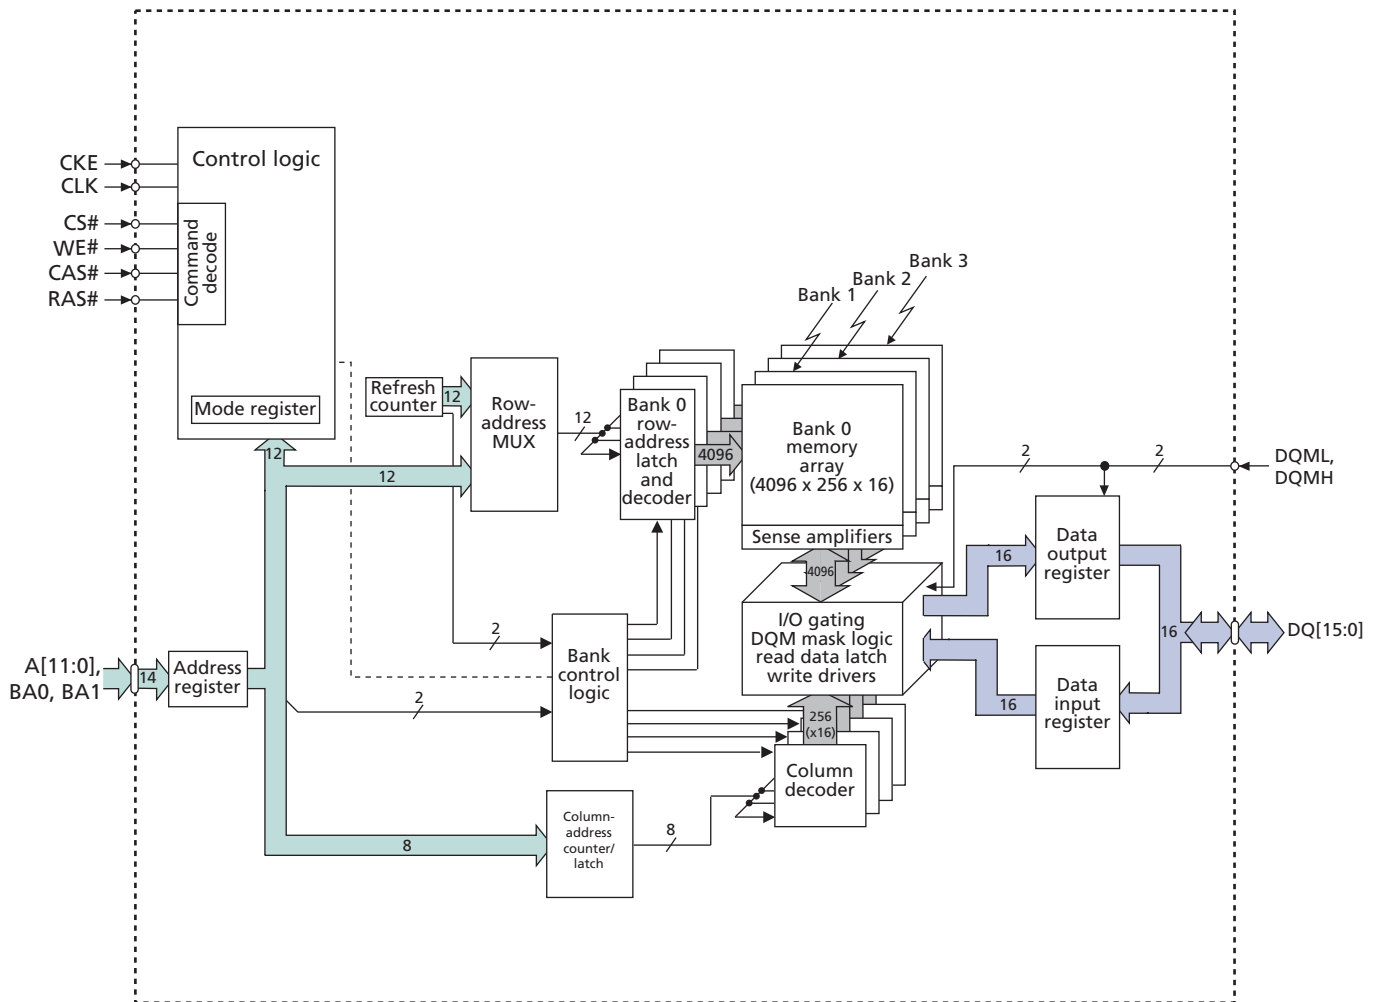 CKE
CLK
CS#
WE#
CAS#
RAS#
Control logic
Command
decode
Mode register
12
12
Refresh
counter
12
Row-
address
MUX
12
Bank 0
row-
address
latch
and
decoder
4096
Bank 1
Bank 2
Bank 3
Bank 0
memory
array
(4096 x 256 x 16)
Sense amplifiers
4096
I/O gating
DQM mask logic
read data latch
write drivers
2
2
DQML,
DQMH
16
Data
output
register
16
DQ[15:0]
16
Data
input
register
A[11:0],
BA0, BA1
14
Address
register
2
2
Bank
control
logic
256
(x16)
Column
decoder
8
Column-
address
counter/
latch
8